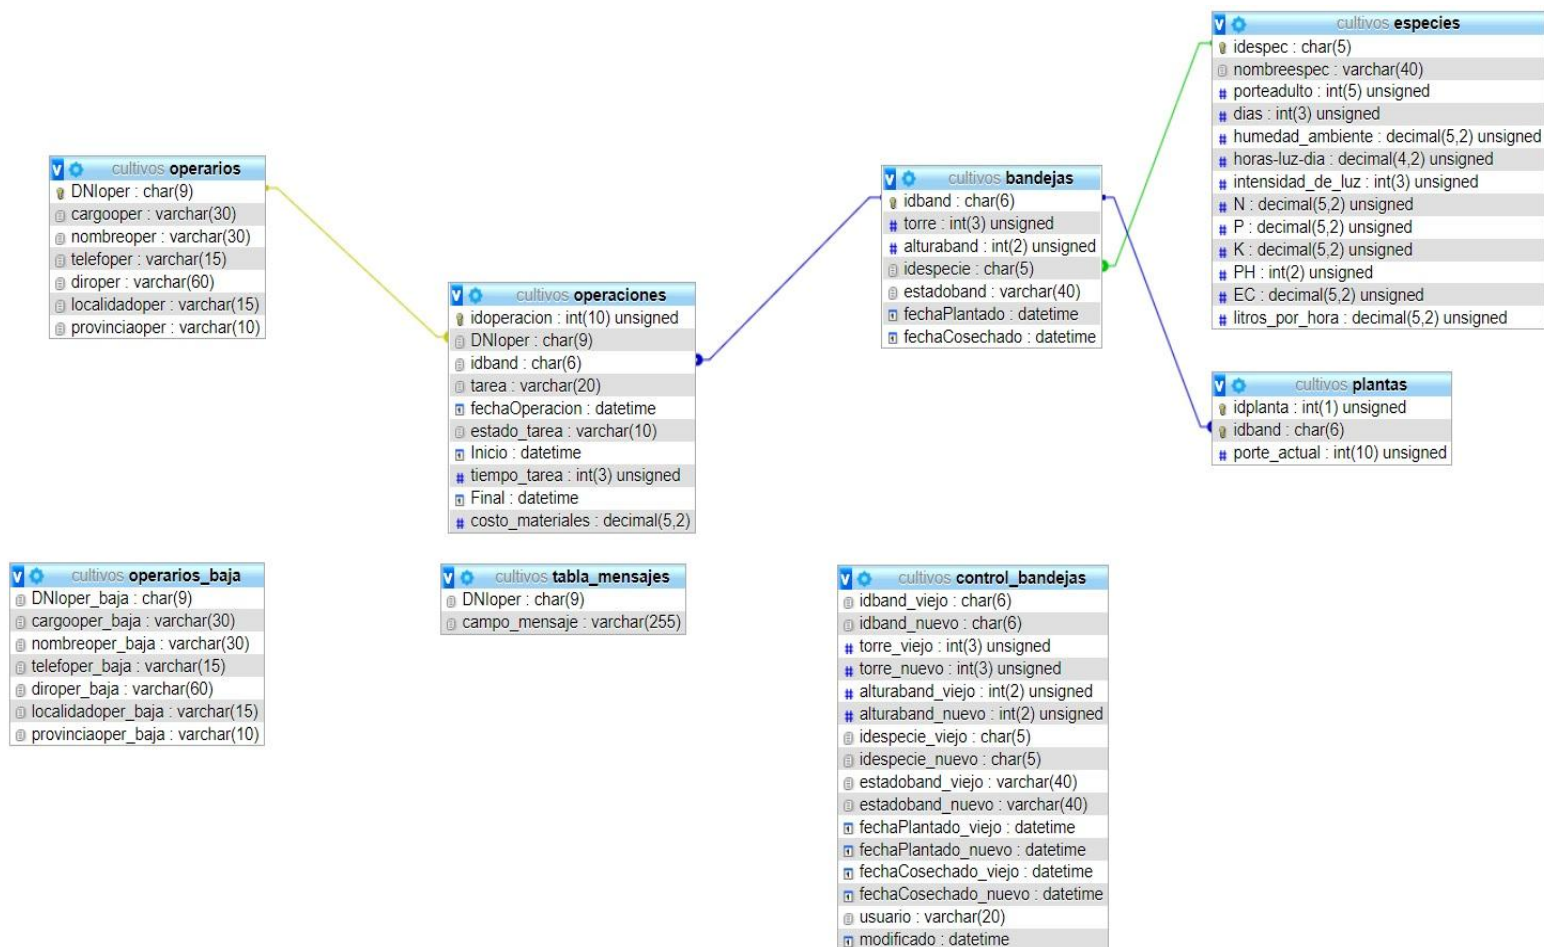 cultivos especies
idespec : char(5)
nombreespec : varchar(40)
porteadulto : int(5) unsigned
dias : int(3) unsigned
humedad_ambiente : decimal(5,2) unsigned
horas-luz-dia : decimal(4,2) unsigned
intensidad_de_luz : int(3) unsigned
N : decimal(5,2) unsigned
P : decimal(5,2) unsigned
K : decimal(5,2) unsigned
PH : int(2) unsigned
EC : decimal(5,2) unsigned
litros_por_hora : decimal(5,2) unsigned
cultivos operarios
DNIoper : char(9)
cargooper : varchar(30)
nombreoper : varchar(30)
telefoper : varchar(15)
diroper : varchar(60)
localidadoper : varchar(15)
provinciaoper : varchar(10)
cultivos bandejas
idband : char(6)
torre : int(3) unsigned
alturaband : int(2) unsigned
idespecie : char(5)
estadoband : varchar(40)
fechaPlantado : datetime
fechaCosechado : datetime
cultivos operaciones
idoperacion : int(10) unsigned
DNIoper : char(9)
idband : char(6)
tarea : varchar(20)
fechaOperacion : datetime
estado_tarea : varchar(10)
Inicio : datetime
tiempo_tarea : int(3) unsigned
Final : datetime
costo_materiales : decimal(5,2)
cultivos plantas
idplanta : int(1) unsigned
idband : char(6)
porte_actual : int(10) unsigned
cultivos operarios_baja
DNIoper_baja : char(9)
cargooper_baja : varchar(30)
nombreoper_baja : varchar(30)
telefoper_baja : varchar(15)
diroper_baja : varchar(60)
localidadoper_baja : varchar(15)
provinciaoper_baja : varchar(10)
cultivos tabla_mensajes
DNIoper : char(9)
campo_mensaje : varchar(255)
cultivos control_bandejas
idband_viejo : char(6)
idband_nuevo : char(6)
torre_viejo : int(3) unsigned
torre_nuevo : int(3) unsigned
alturaband_viejo : int(2) unsigned
alturaband_nuevo : int(2) unsigned
idespecie_viejo : char(5)
idespecie_nuevo : char(5)
estadoband_viejo : varchar(40)
estadoband_nuevo : varchar(40)
fechaPlantado_viejo : datetime
fechaPlantado_nuevo : datetime
fechaCosechado_viejo : datetime
fechaCosechado_nuevo : datetime
usuario : varchar(20)
modificado : datetime